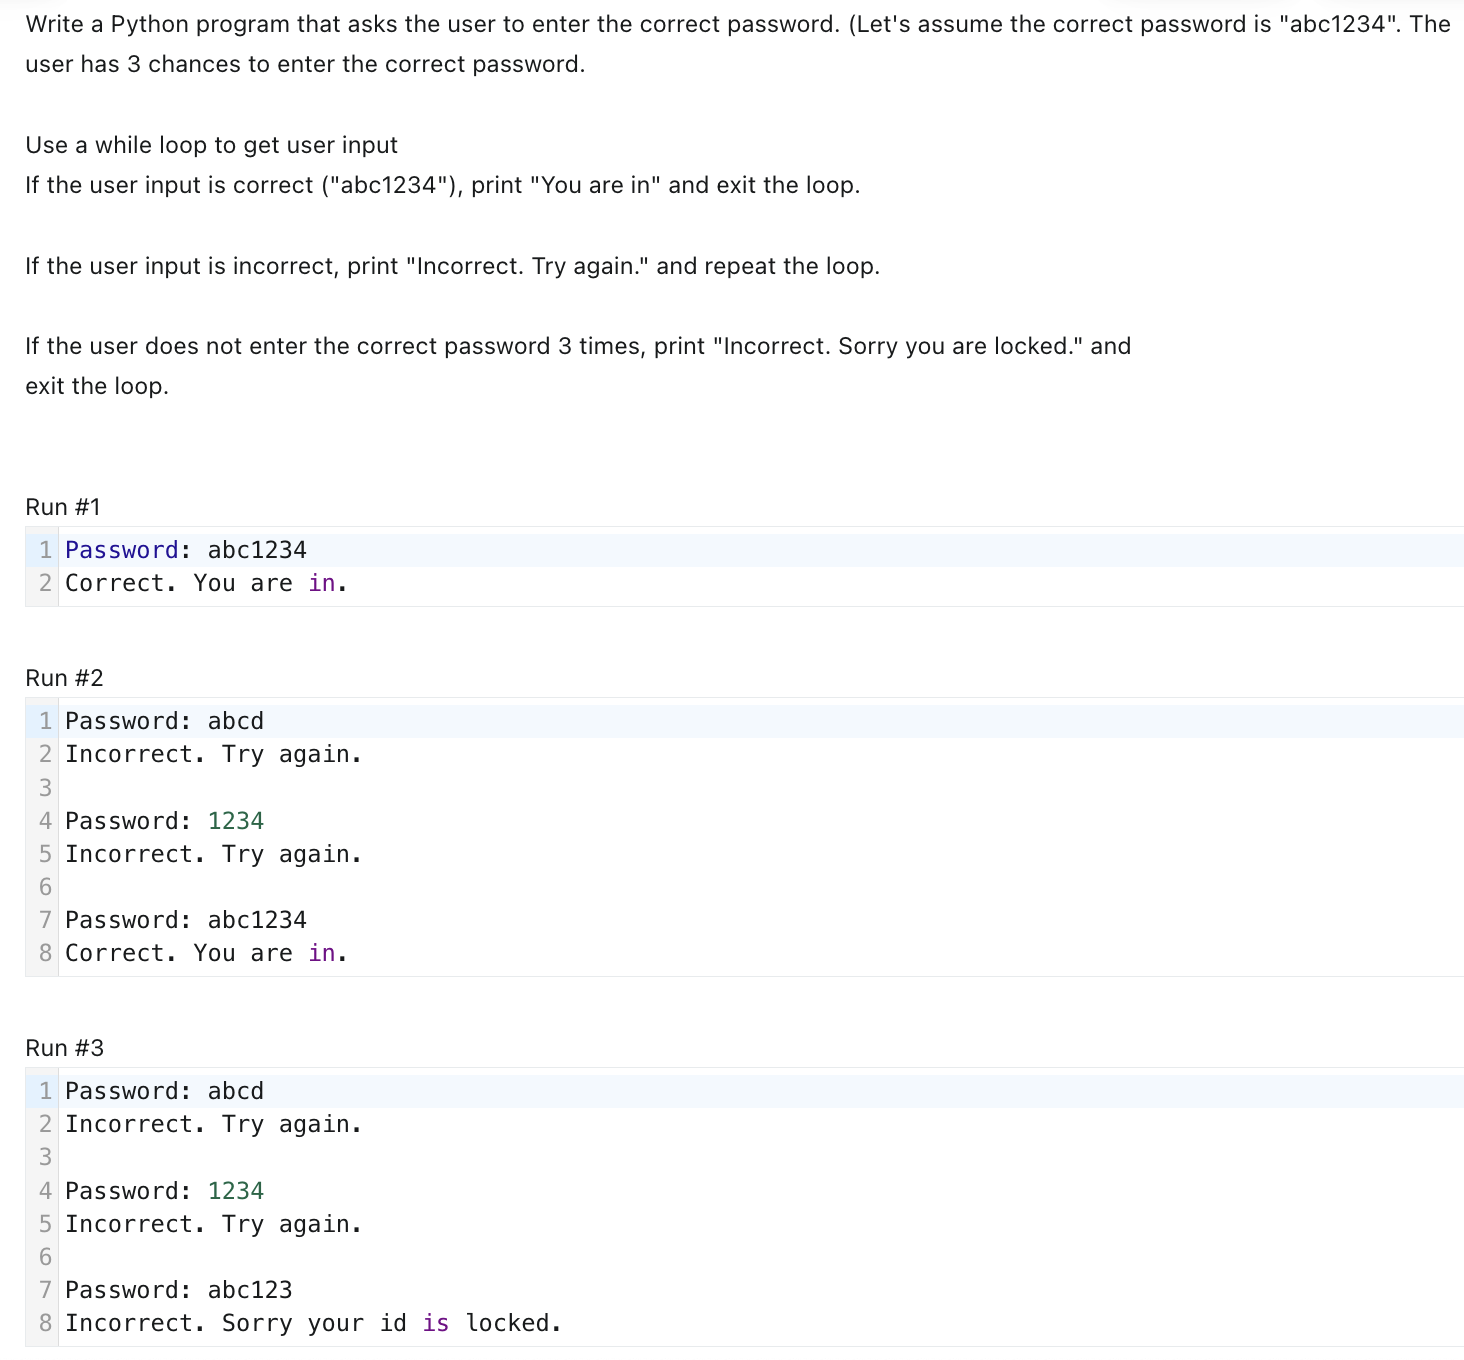 Write a Python program that asks the user to enter the correct password. (Let's assume the correct password is "abc1234". The
user has 3 chances to enter the correct password.
Use a while loop to get user input
If the user input is correct ("abc1234"), print "You are in" and exit the loop.
If the user input is incorrect, print "Incorrect. Try again." and repeat the loop.
If the user does not enter the correct password 3 times, print "Incorrect. Sorry you are locked." and
exit the loop.
Run #1
1 Password: abc1234
2 Correct. You are in.
Run #2
1 Password: abcd
2 Incorrect. Try again.
3
4 Password: 1234
5 Incorrect. Try again.
6
7 Password: abc1234
8 Correct. You are in.
Run #3
1 Password: abcd
2 Incorrect. Try again.
3
4 Password: 1234
5 Incorrect. Try again.
6
7 Password: abc123
8 Incorrect. Sorry your id is locked.